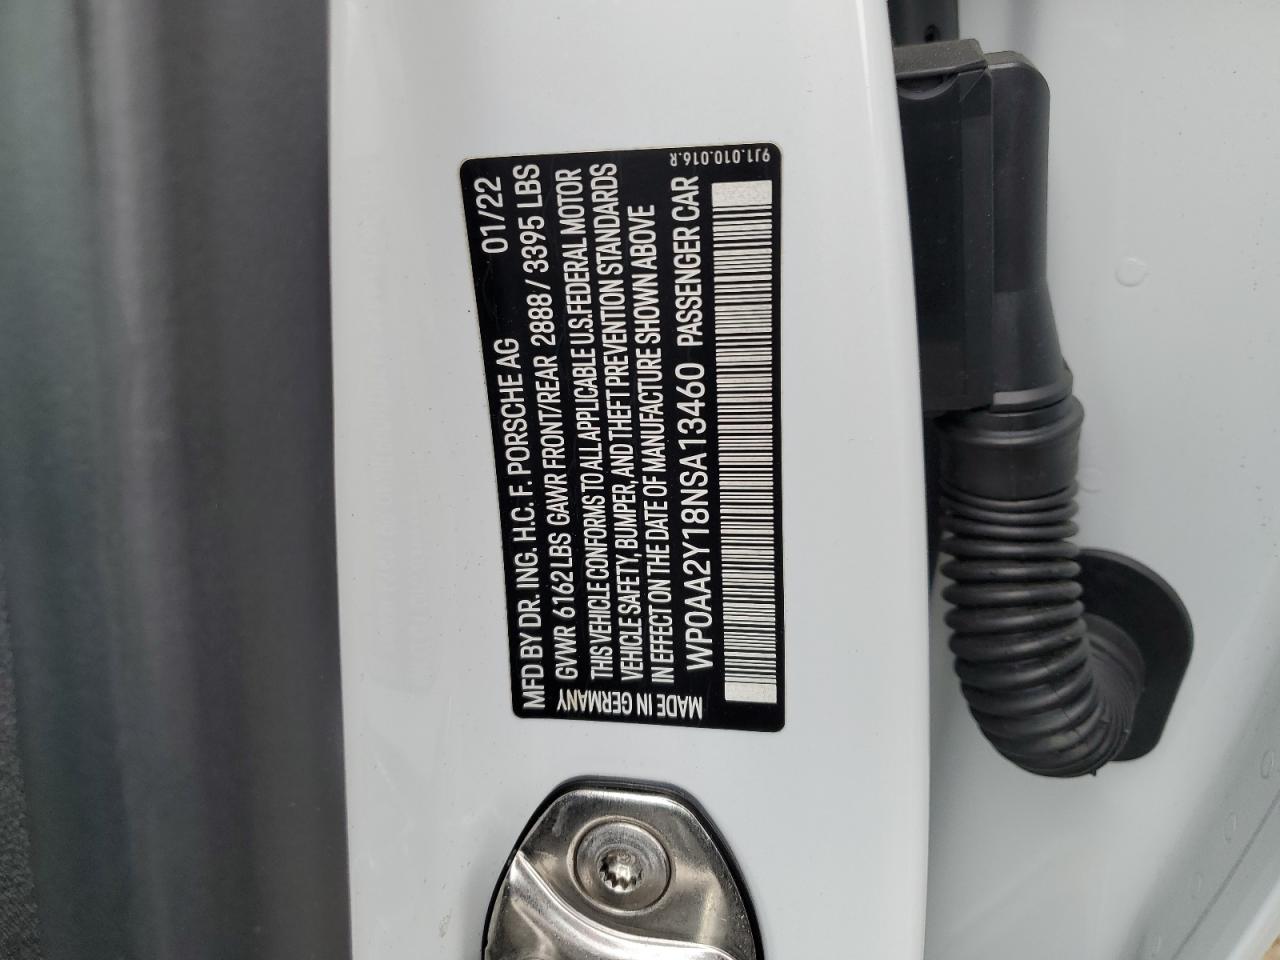 MFD BY DR. ING. H.C. F. PORSCHE AG 01/22
GVWR 6162 LBS GAWR FRONT/REAR 2888 / 3395 LBS
THIS VEHICLE CONFORMS TO ALL APPLICABLE U.S. FEDERAL MOTOR
VEHICLE SAFETY, BUMPER, AND THEFT PREVENTION STANDARDS
IN EFFECT ON THE DATE OF MANUFACTURE SHOWN ABOVE
WP0AA2Y18NSA13460 PASSENGER CAR
MADE IN GERMANY
9J1.010.016.R